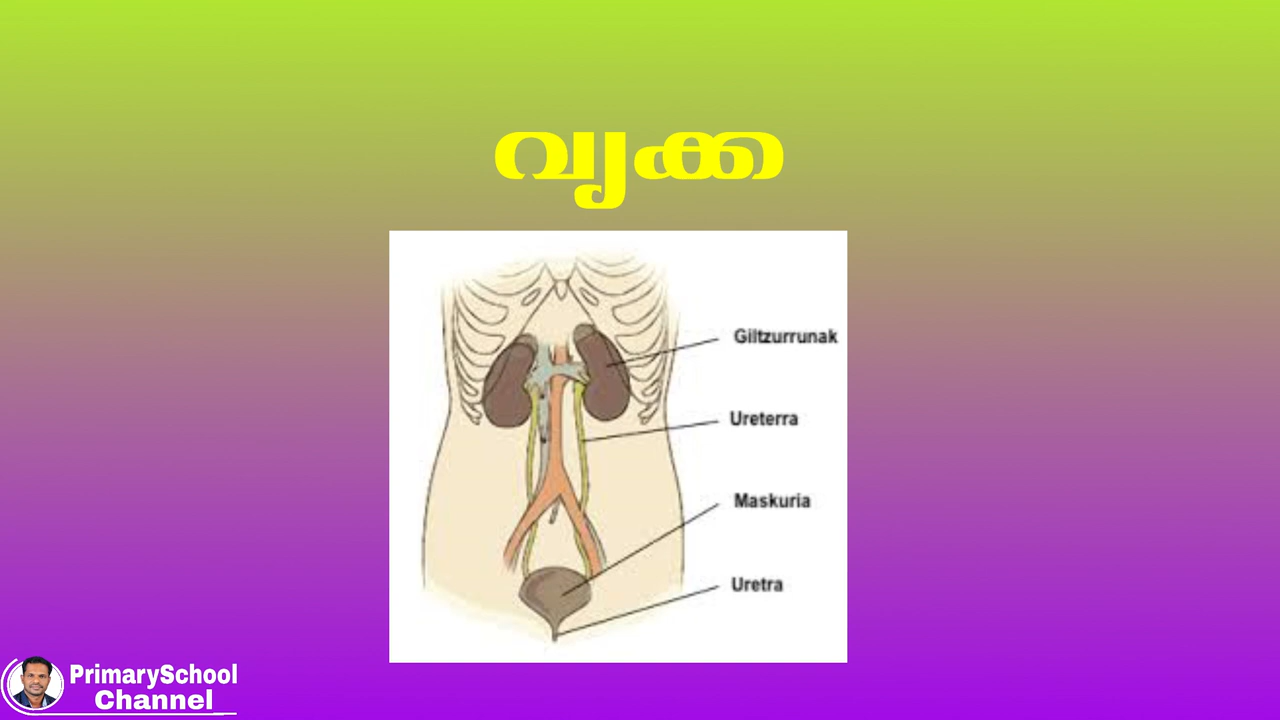 വൃക്ക
Giltzurrunak
Ureterra
Maskuria
Uretra
PrimarySchool
Channel